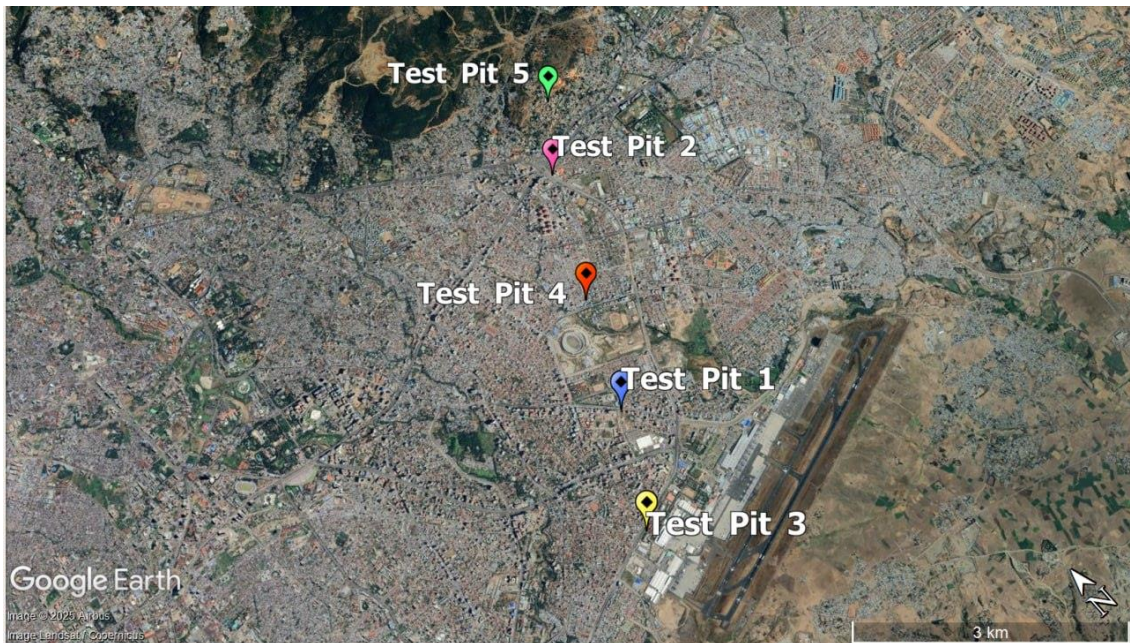 Test Pit 5
Test Pit 2
Test Pit 4
Test Pit 1
Test Pit 3
Google Earth
Image © 2025 Airbus
Image Landsat / Copernicus
N
3 km